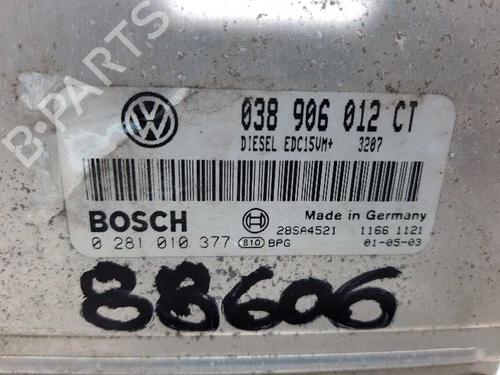 B-PARTS
038 906 012 CT
DIESEL EDC15VM+ 3207
BOSCH
Made in Germany
28SA4521 1166 1121
0 281 010 377 810 BPG 01-05-03
88606